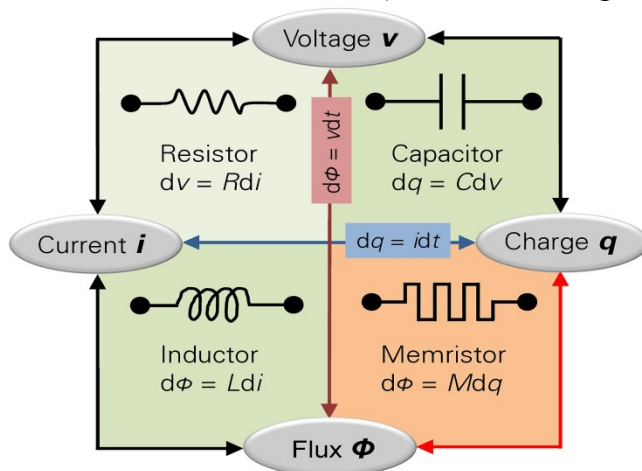 Voltage v
Resistor
dv = Rdi
dΦ = vdt
Capacitor
dq = Cdv
Current i
dq = idt
Charge q
Inductor
dΦ = Ldi
Memristor
dΦ = Mdq
Flux Φ